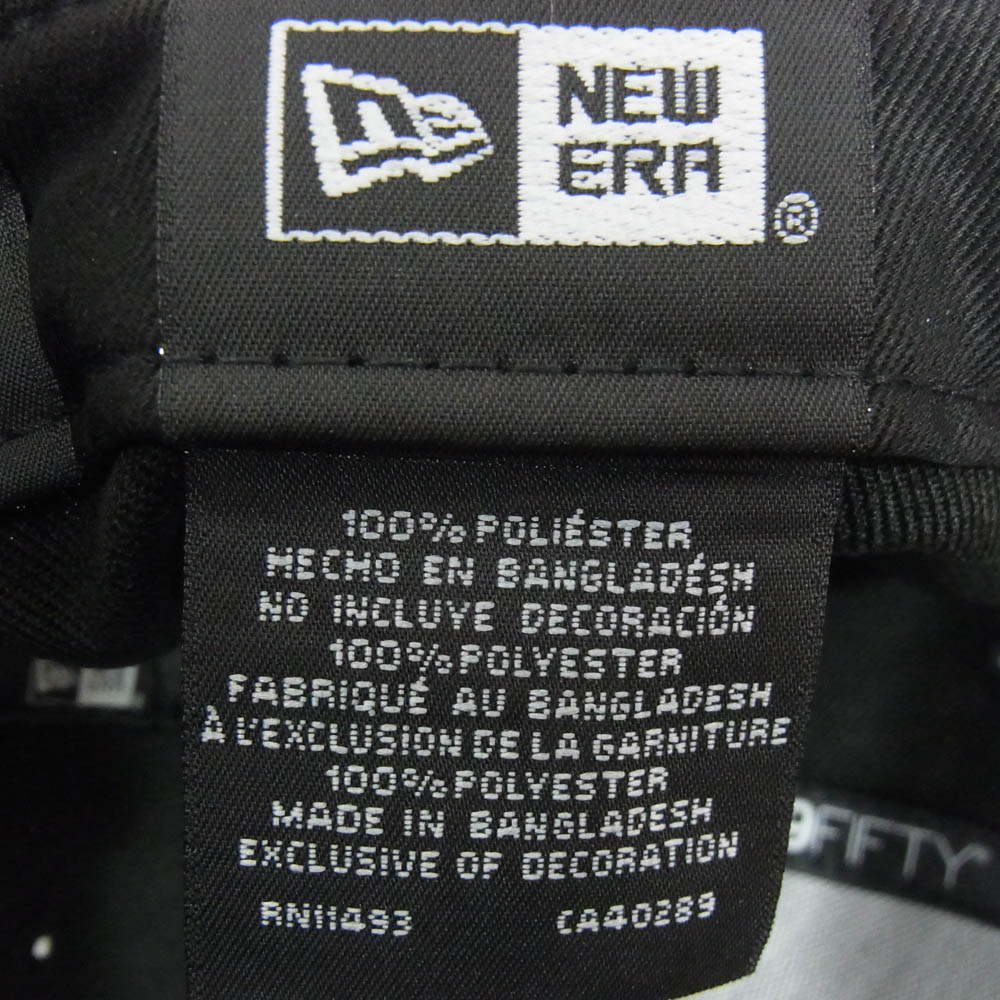 NEW
ERA
®
100% POLIÉSTER
HECHO EN BANGLADÉSH
NO INCLUYE DECORACIÓN
100% POLYESTER
FABRIQUÉ AU BANGLADESH
À L'EXCLUSION DE LA GARNITURE
100% POLYESTER
MADE IN BANGLADESH
EXCLUSIVE OF DECORATION
RN11493 CA40289
9FIFTY